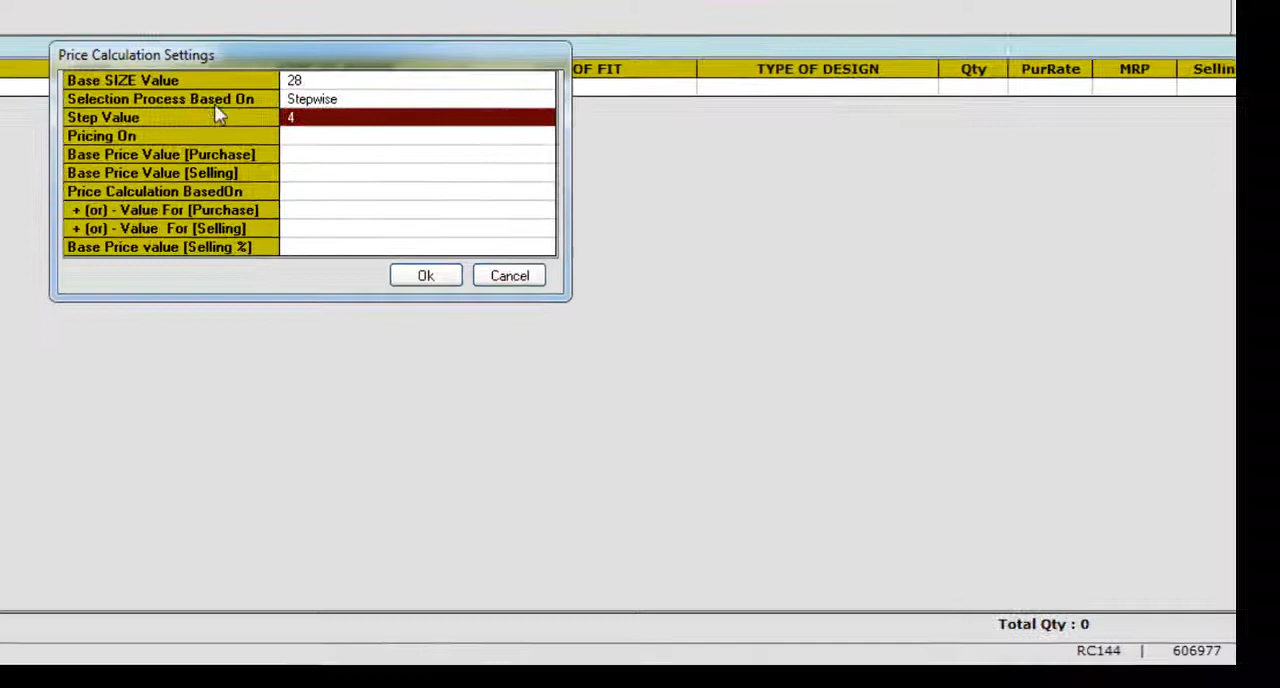 Price Calculation Settings
Base SIZE Value 28
Selection Process Based On Stepwise
Step Value 4
Pricing On
Base Price Value [Purchase]
Base Price Value [Selling]
Price Calculation BasedOn
+ (or) - Value For [Purchase]
+ (or) - Value For [Selling]
Base Price value [Selling %]
Ok Cancel
OF FIT TYPE OF DESIGN Qty PurRate MRP Sellin
Total Qty : 0
RC144 | 606977